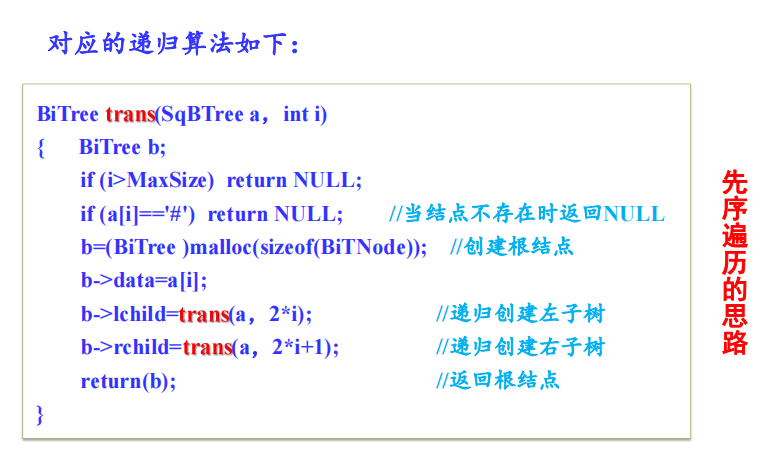 对应的递归算法如下：
BiTree trans(SqBTree a，int i)
{ BiTree b;
if (i>MaxSize) return NULL;
if (a[i]=='#') return NULL; //当结点不存在时返回NULL
b=(BiTree )malloc(sizeof(BiTNode)); //创建根结点
b->data=a[i];
b->lchild=trans(a，2*i); //递归创建左子树
b->rchild=trans(a，2*i+1); //递归创建右子树
return(b); //返回根结点
}
先序遍历的思路